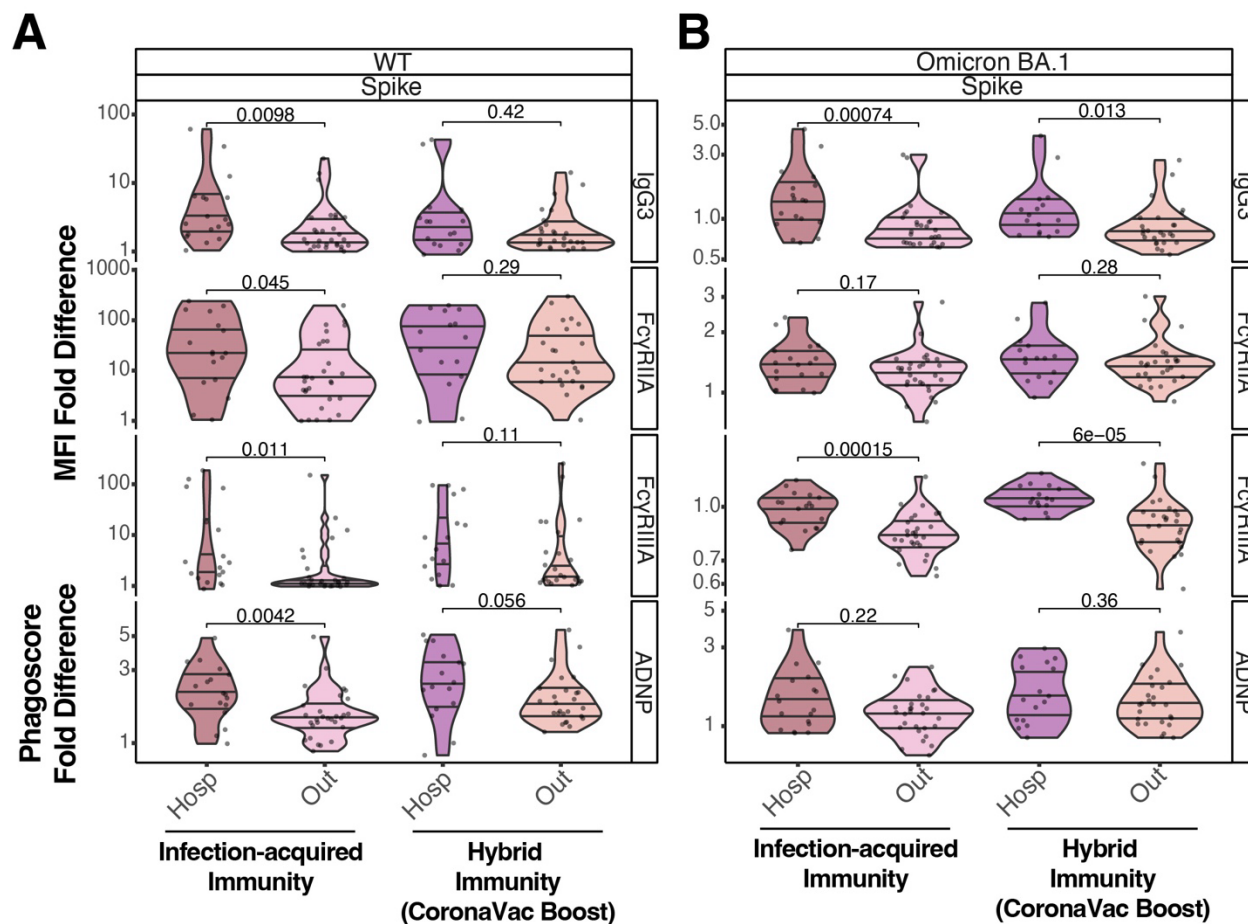 A
WT
Spike
MFI Fold Difference
Phagoscore
Fold Difference
100
10
1
0.0098
0.42
IgG3
1000
100
10
1
0.045
0.29
FcγRIIA
100
10
1
0.011
0.11
FcγRIIIA
5
3
1
0.0042
0.056
ADNP
Hosp
Out
Hosp
Out
Infection-acquired
Immunity
Hybrid
Immunity
(CoronaVac Boost)
B
Omicron BA.1
Spike
5.0
3.0
1.0
0.5
0.00074
0.013
IgG3
3
2
1
0.17
0.28
FcγRIIA
1.0
0.7
0.6
0.00015
6e−05
FcγRIIIA
5
3
1
0.22
0.36
ADNP
Hosp
Out
Hosp
Out
Infection-acquired
Immunity
Hybrid
Immunity
(CoronaVac Boost)